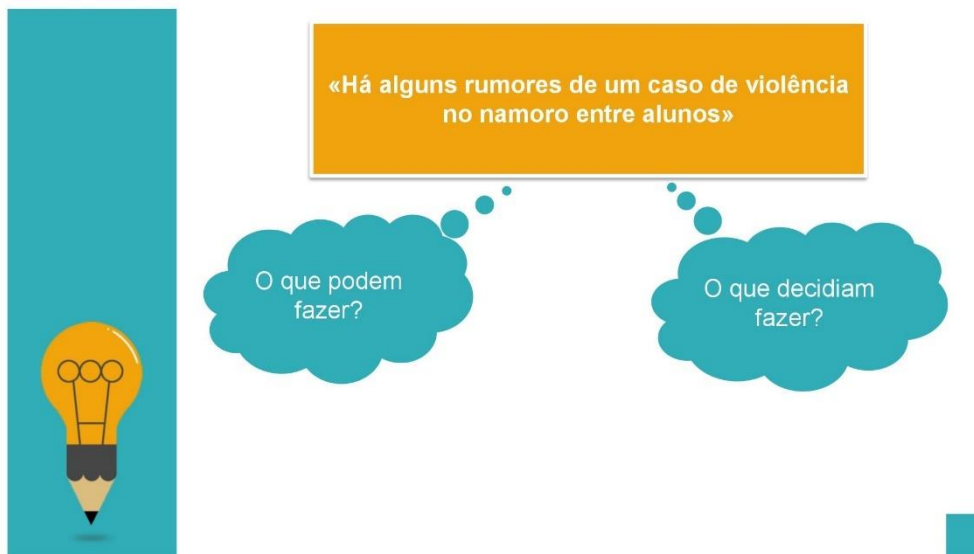 «Há alguns rumores de um caso de violência
no namoro entre alunos»
O que podem
fazer?
O que decidiam
fazer?